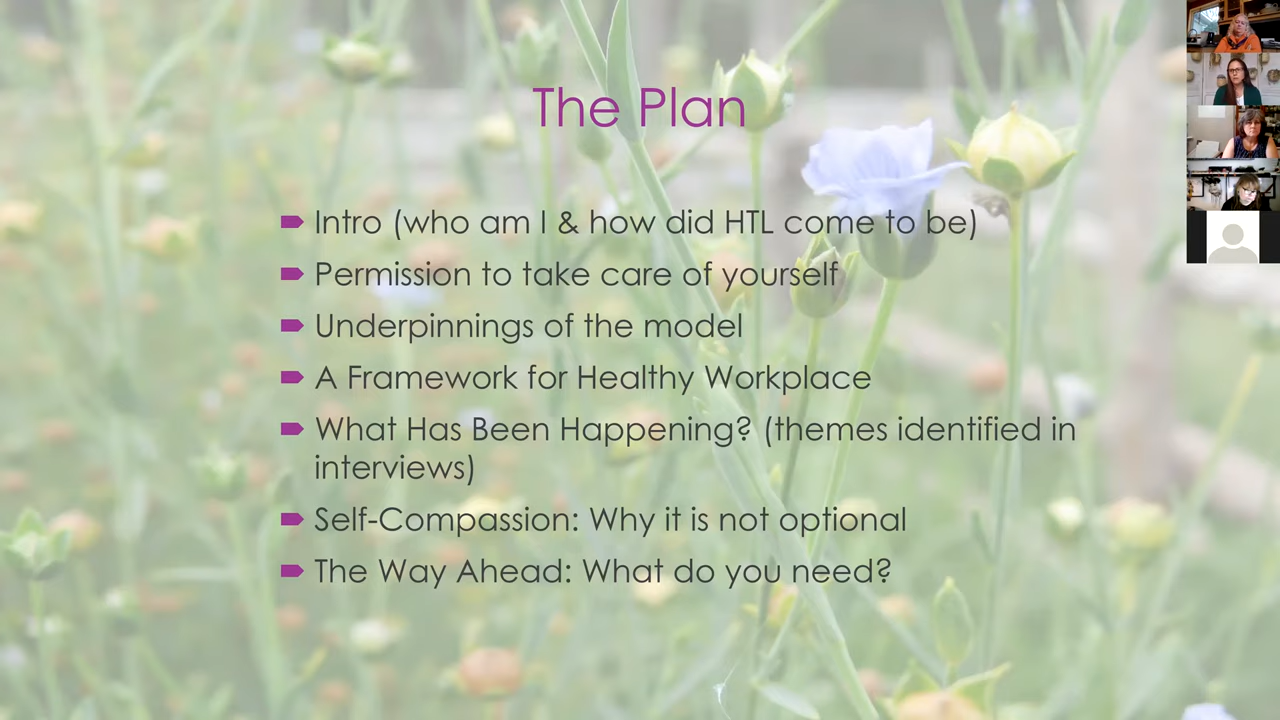 The Plan
Intro (who am I & how did HTL come to be)
Permission to take care of yourself
Underpinnings of the model
A Framework for Healthy Workplace
What Has Been Happening? (themes identified in
interviews)
Self-Compassion: Why it is not optional
The Way Ahead: What do you need?